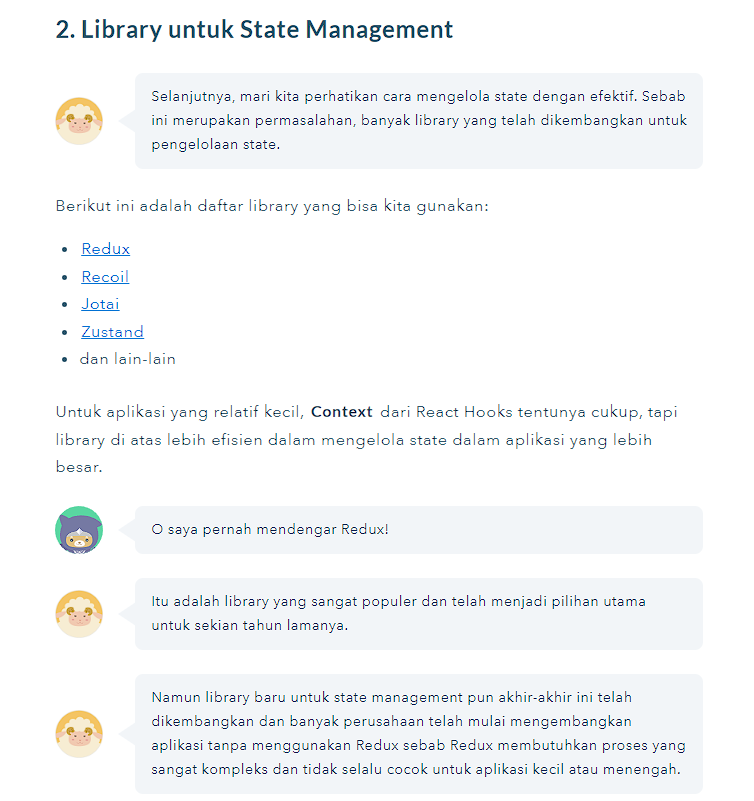 2. Library untuk State Management
Selanjutnya, mari kita perhatikan cara mengelola state dengan efektif. Sebab
ini merupakan permasalahan, banyak library yang telah dikembangkan untuk
pengelolaan state.
Berikut ini adalah daftar library yang bisa kita gunakan:
• Redux
• Recoil
• Jotai
• Zustand
• dan lain-lain
Untuk aplikasi yang relatif kecil, Context dari React Hooks tentunya cukup, tapi
library di atas lebih efisien dalam mengelola state dalam aplikasi yang lebih
besar.
O saya pernah mendengar Redux!
Itu adalah library yang sangat populer dan telah menjadi pilihan utama
untuk sekian tahun lamanya.
Namun library baru untuk state management pun akhir-akhir ini telah
dikembangkan dan banyak perusahaan telah mulai mengembangkan
aplikasi tanpa menggunakan Redux sebab Redux membutuhkan proses yang
sangat kompleks dan tidak selalu cocok untuk aplikasi kecil atau menengah.